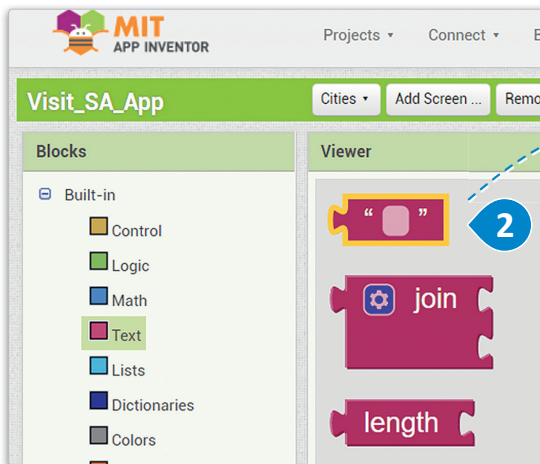 MIT
APP INVENTOR
Projects
Connect
Visit_SA_App
Cities
Add Screen ...
Blocks
Viewer
Built-in
Control
Logic
Math
Text
Lists
Dictionaries
Colors
“ ”
2
join
length